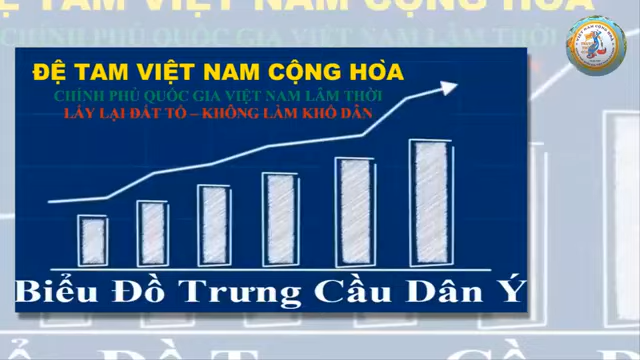 ĐỆ TAM VIỆT NAM CỘNG HÒA
CHÍNH PHỦ QUỐC GIA VIỆT NAM LÂM THỜI
LẤY LẠI ĐẤT TỔ – KHÔNG LÀM KHỔ DÂN
Biểu Đồ Trưng Cầu Dân Ý